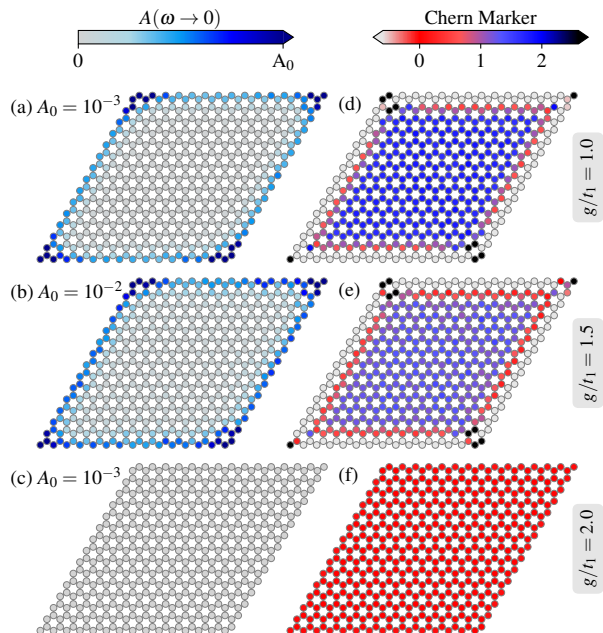 A(ω → 0)
Chern Marker
0
A₀
0
1
2
(a) A₀ = 10⁻³
(d)
g/t₁ = 1.0
(b) A₀ = 10⁻²
(e)
g/t₁ = 1.5
(c) A₀ = 10⁻³
(f)
g/t₁ = 2.0